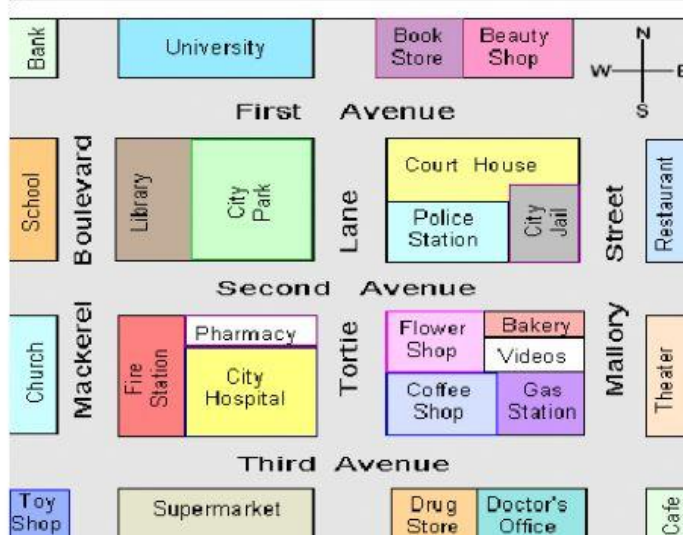 Bank
University
Book
Store
Beauty
Shop
N
W
E
S
First Avenue
School
Boulevard
Library
City
Park
Lane
Court House
Police
Station
City
Jail
Street
Restaurant
Second Avenue
Church
Mackerel
Fire
Station
Pharmacy
City
Hospital
Tortie
Flower
Shop
Bakery
Videos
Coffee
Shop
Gas
Station
Mallory
Theater
Third Avenue
Toy
Shop
Supermarket
Drug
Store
Doctor's
Office
Cafe